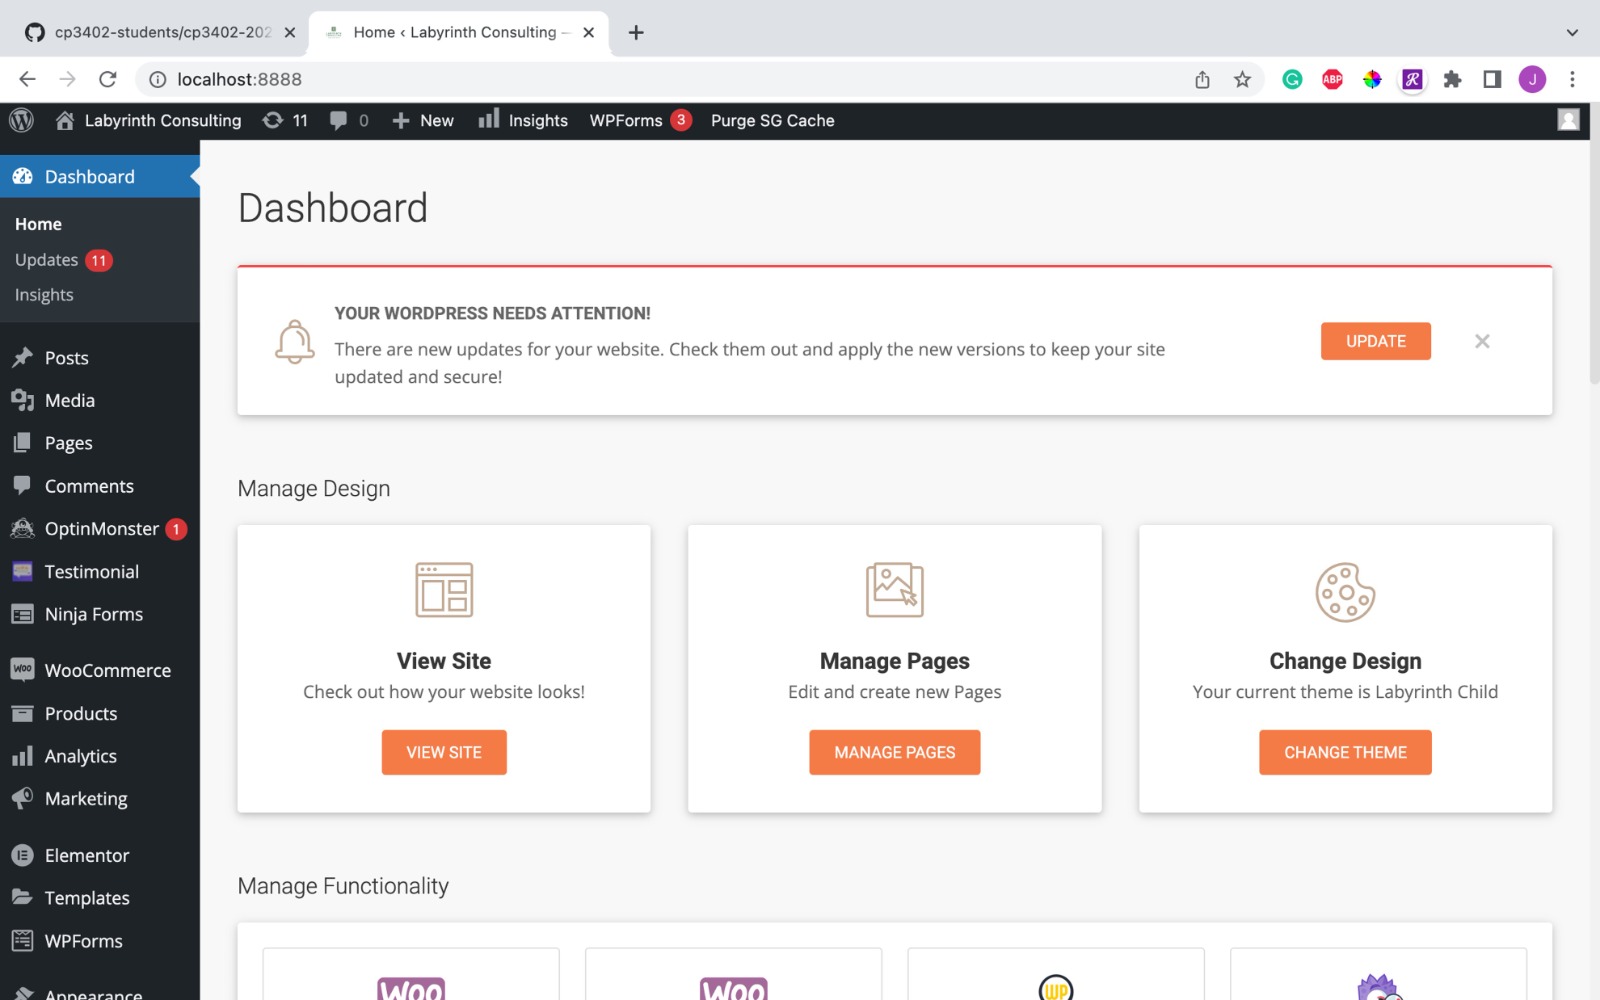 cp3402-students/cp3402-202
Home ‹ Labyrinth Consulting —
localhost:8888
ABP
J
Labyrinth Consulting
11
0
New
Insights
WPForms 3
Purge SG Cache
Dashboard
Home
Updates 11
Insights
Posts
Media
Pages
Comments
OptinMonster 1
Testimonial
Ninja Forms
WooCommerce
Products
Analytics
Marketing
Elementor
Templates
WPForms
Appearance
Dashboard
YOUR WORDPRESS NEEDS ATTENTION!
There are new updates for your website. Check them out and apply the new versions to keep your site
updated and secure!
UPDATE
Manage Design
View Site
Check out how your website looks!
VIEW SITE
Manage Pages
Edit and create new Pages
MANAGE PAGES
Change Design
Your current theme is Labyrinth Child
CHANGE THEME
Manage Functionality
WOO
WOO
WP